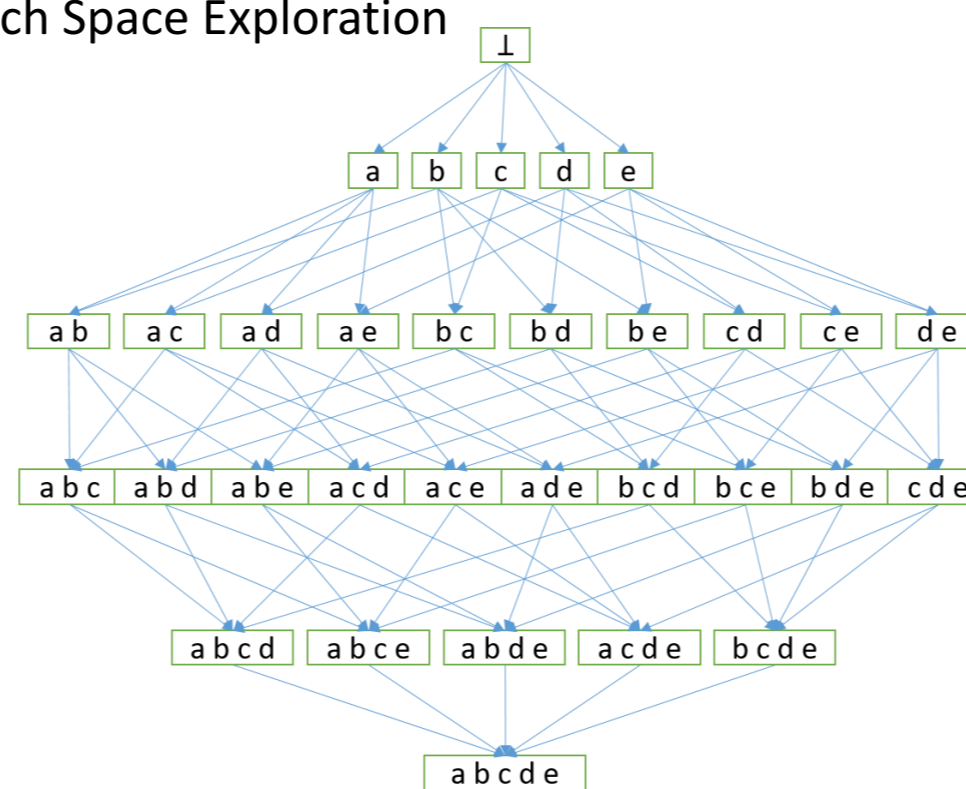 ch Space Exploration
⊥
a b c d e
a b a c a d a e b c b d b e c d c e d e
a b c a b d a b e a c d a c e a d e b c d b c e b d e c d e
a b c d a b c e a b d e a c d e b c d e
a b c d e